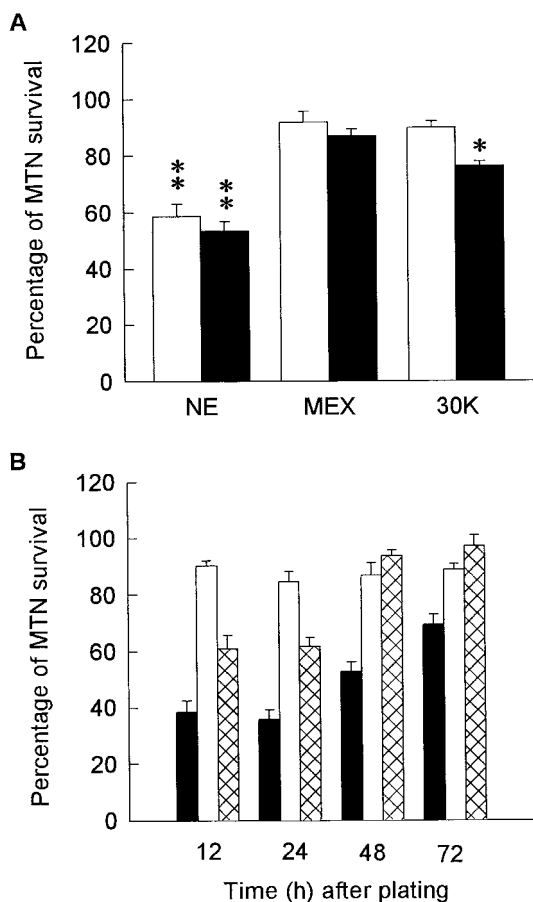 A
Percentage of MTN survival
120
100
80
60
40
20
0
**
**
*
NE MEX 30K
B
Percentage of MTN survival
120
100
80
60
40
20
0
12 24 48 72
Time (h) after plating